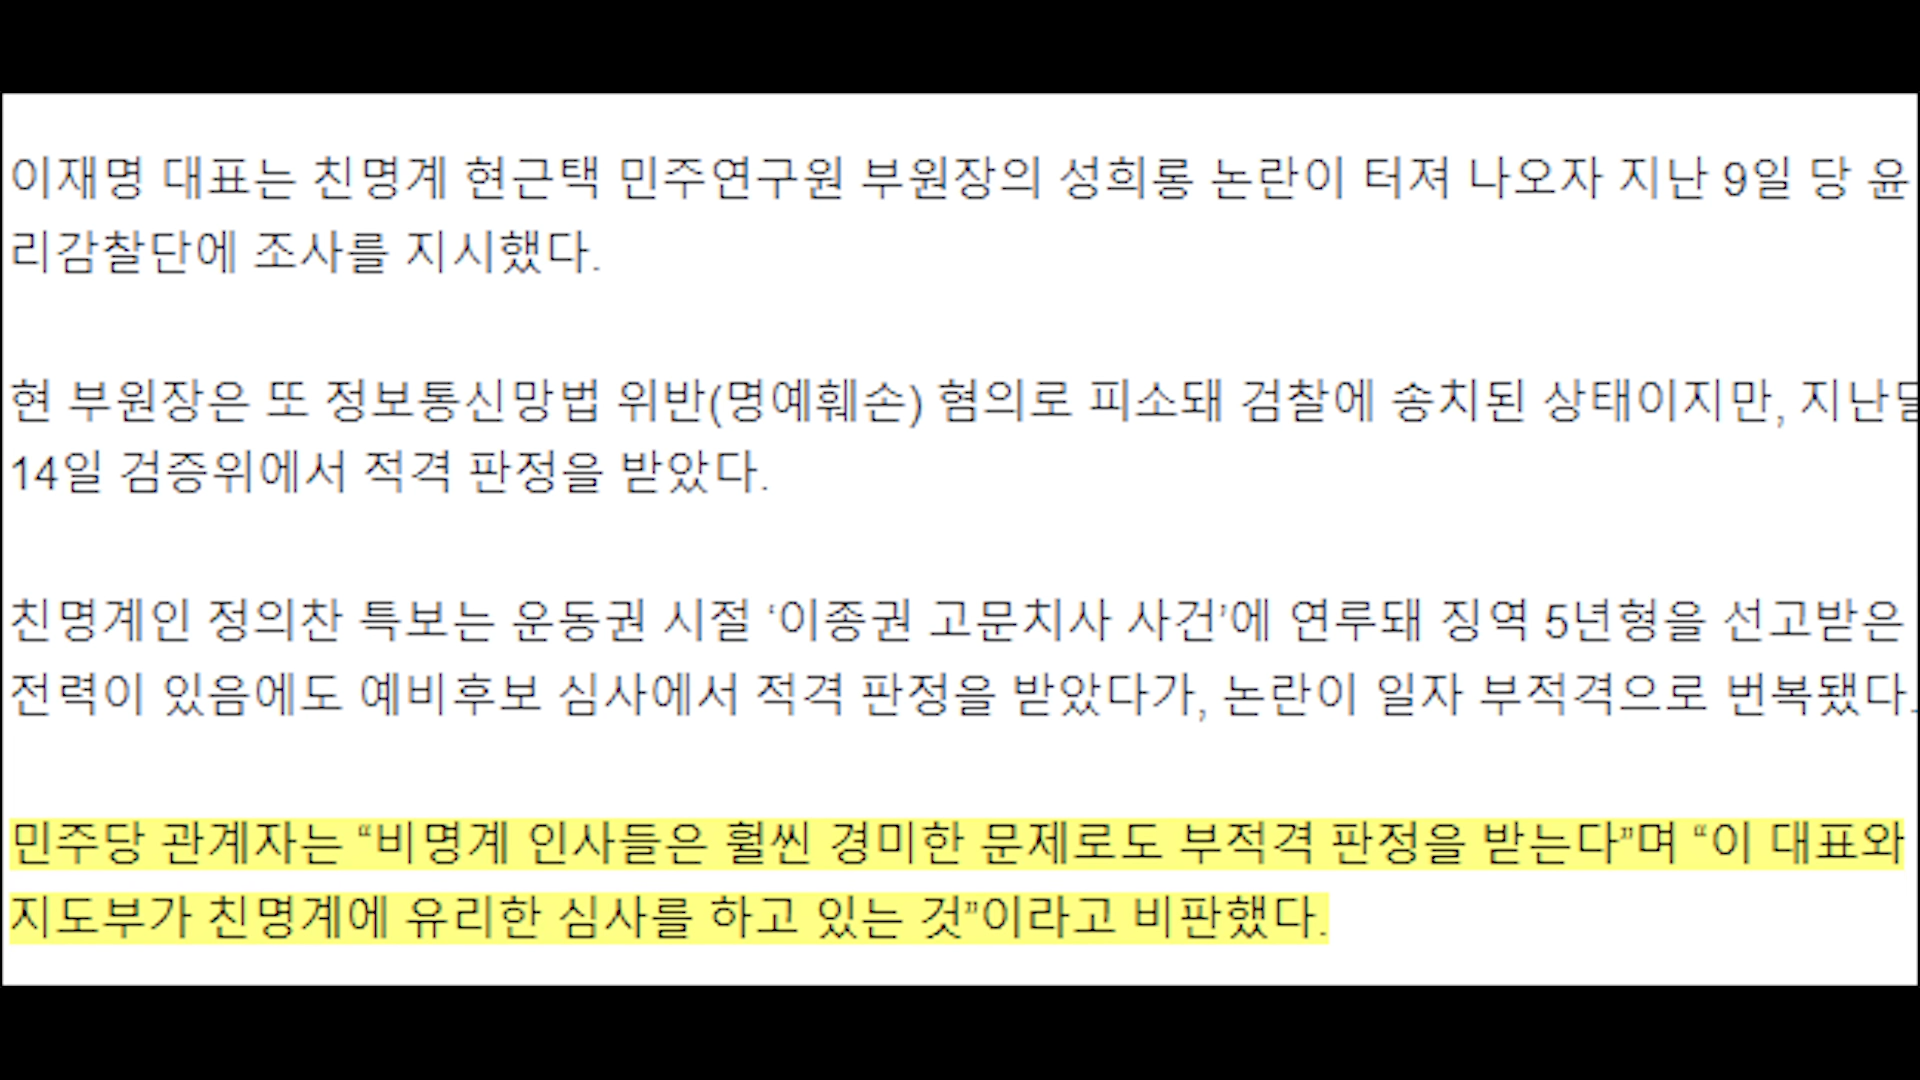 이재명 대표는 친명계 현근택 민주연구원 부원장의 성희롱 논란이 터져 나오자 지난 9일 당 윤
리감찰단에 조사를 지시했다.
현 부원장은 또 정보통신망법 위반(명예훼손) 혐의로 피소돼 검찰에 송치된 상태이지만, 지난달
14일 검증위에서 적격 판정을 받았다.
친명계인 정의찬 특보는 운동권 시절 ‘이종권 고문치사 사건’에 연루돼 징역 5년형을 선고받은
전력이 있음에도 예비후보 심사에서 적격 판정을 받았다가, 논란이 일자 부적격으로 번복됐다.
민주당 관계자는 “비명계 인사들은 훨씬 경미한 문제로도 부적격 판정을 받는다”며 “이 대표와
지도부가 친명계에 유리한 심사를 하고 있는 것”이라고 비판했다.